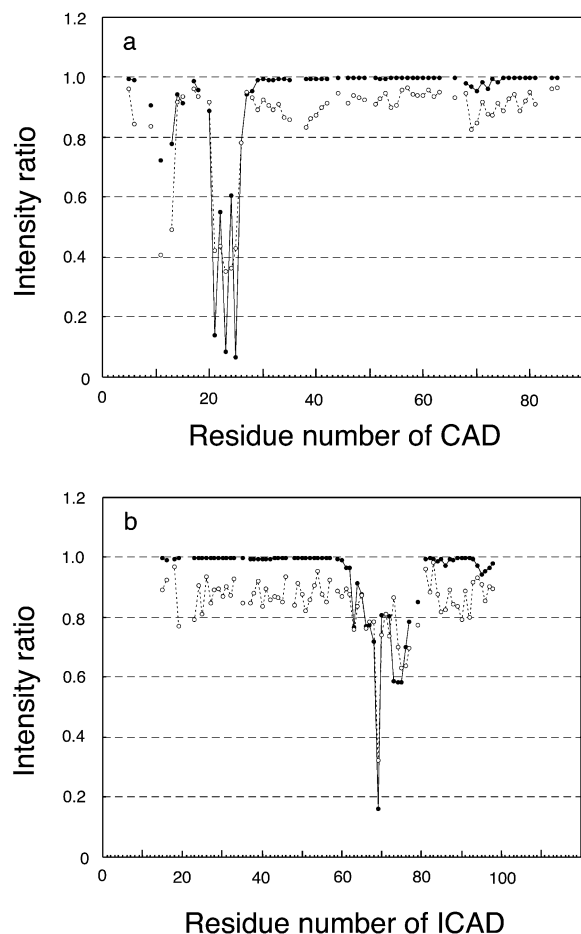 a
1.2
1.0
0.8
0.6
0.4
0.2
0
Intensity ratio
0 20 40 60 80
Residue number of CAD
b
1.2
1.0
0.8
0.6
0.4
0.2
0
Intensity ratio
0 20 40 60 80 100
Residue number of ICAD